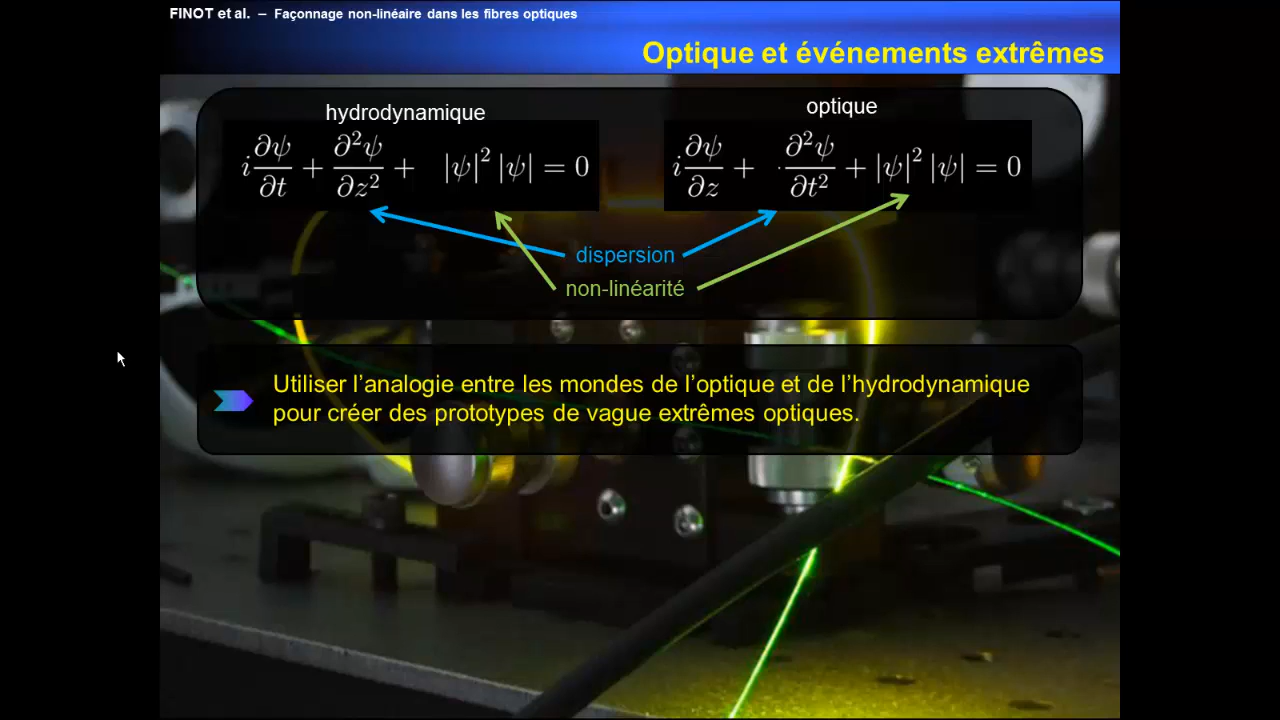 FINOT et al. – Façonnage non-linéaire dans les fibres optiques
Optique et événements extrêmes
hydrodynamique
optique
i ∂ψ/∂t + ∂²ψ/∂z² + |ψ|² |ψ| = 0
i ∂ψ/∂z + ∂²ψ/∂t² + |ψ|² |ψ| = 0
dispersion
non-linéarité
Utiliser l’analogie entre les mondes de l’optique et de l’hydrodynamique
pour créer des prototypes de vague extrêmes optiques.